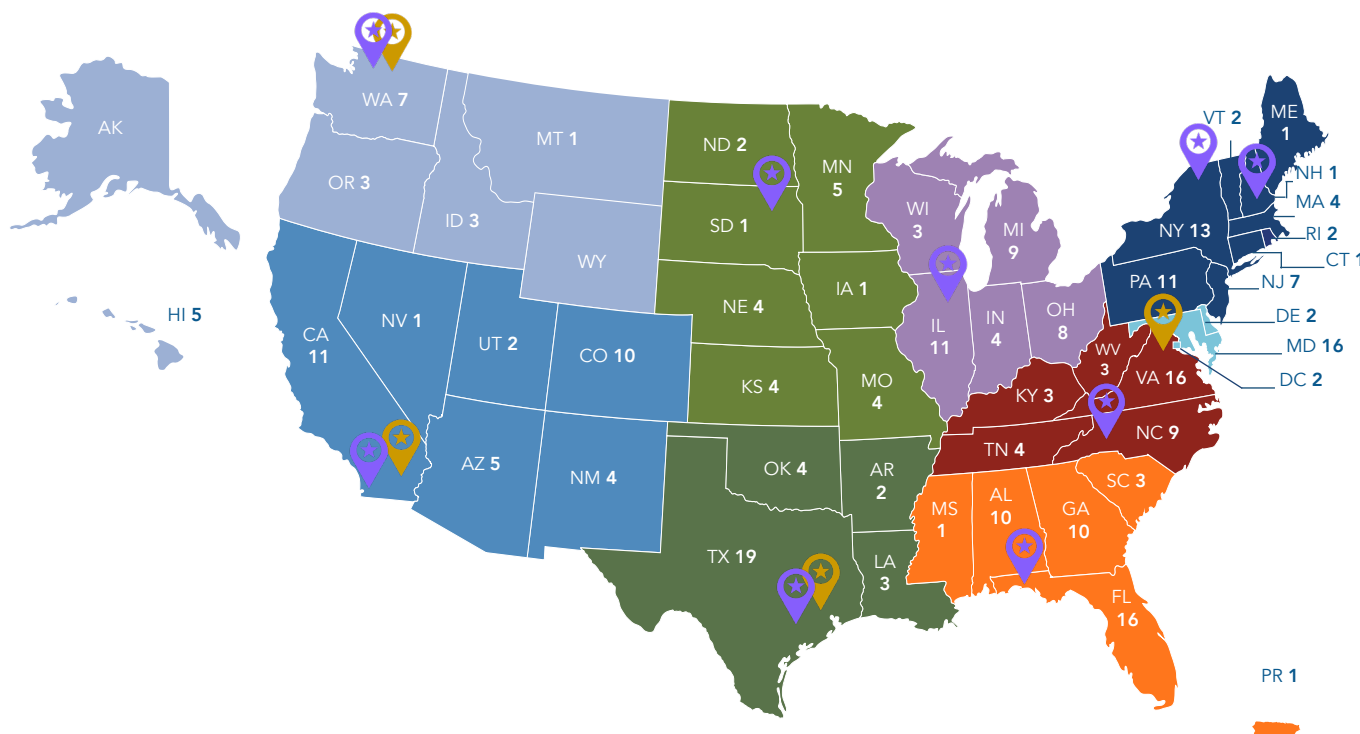 AK
HI 5
WA 7
OR 3
MT 1
ID 3
WY
CA
11
NV 1
UT 2
CO 10
AZ 5
NM 4
ND 2
SD 1
NE 4
KS 4
MN
5
IA 1
MO
4
OK 4
TX 19
AR
2
LA
3
WI
3
MI
9
IL
11
IN
4
OH
8
KY 3
TN 4
WV
3
VA 16
NC 9
MS
1
AL
10
GA
10
SC 3
FL
16
PR 1
VT 2
ME
1
NH 1
MA 4
NY 13
RI 2
CT 1
PA 11
NJ 7
DE 2
MD 16
DC 2